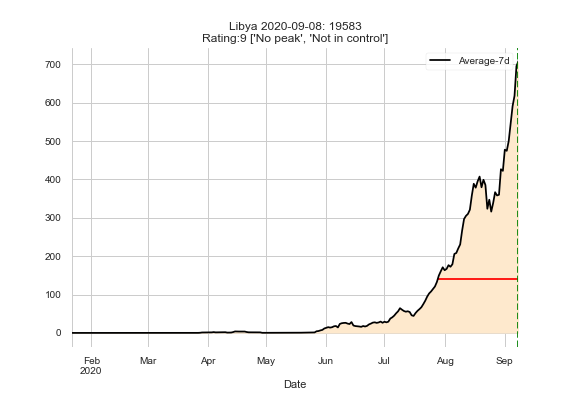 Libya 2020-09-08: 19583
Rating:9 ['No peak', 'Not in control']
Average-7d
700
600
500
400
300
200
100
0
Feb Mar Apr May Jun Jul Aug Sep
2020
Date